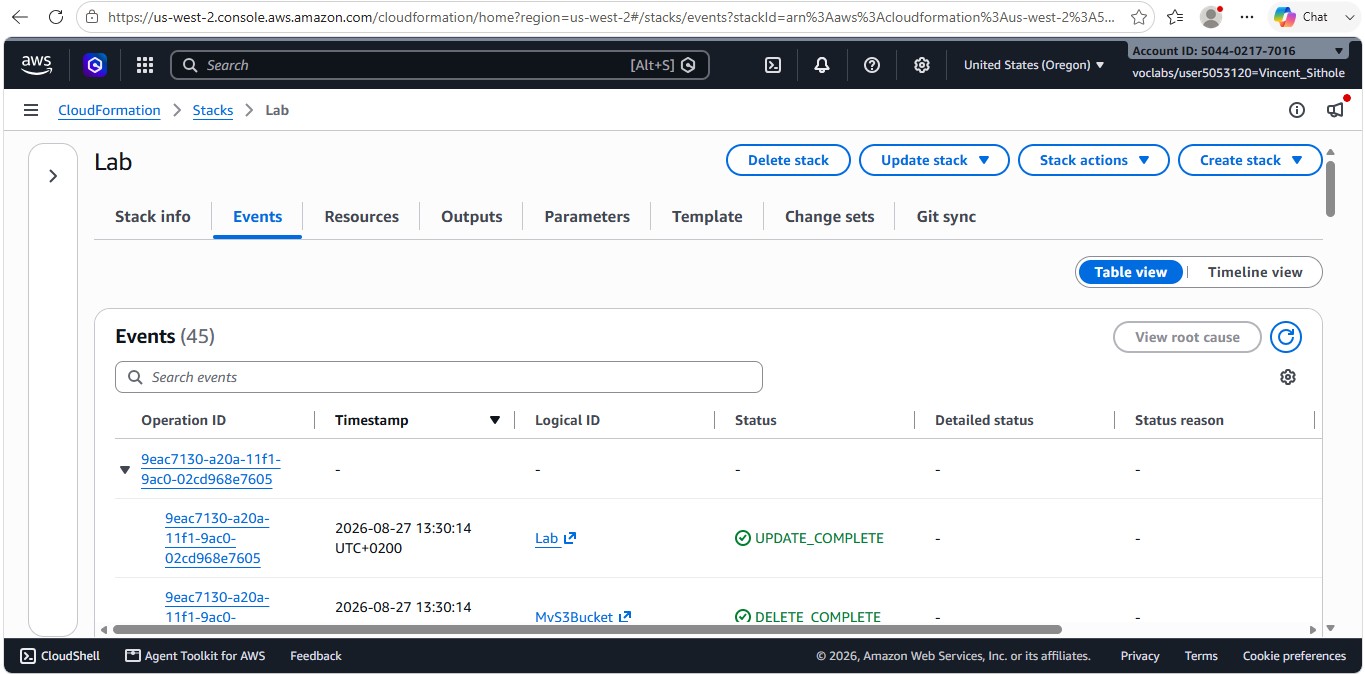 https://us-west-2.console.aws.amazon.com/cloudformation/home?region=us-west-2#/stacks/events?stackId=arn%3Aaws%3Acloudformation%3Aus-west-2%3A5...
Chat
aws
Search
[Alt+S]
United States (Oregon)
Account ID: 5044-0217-7016
voclabs/user5053120=Vincent_Sithole
CloudFormation
Stacks
Lab
Lab
Delete stack
Update stack
Stack actions
Create stack
Stack info
Events
Resources
Outputs
Parameters
Template
Change sets
Git sync
Table view
Timeline view
Events (45)
View root cause
Search events
Operation ID
Timestamp
Logical ID
Status
Detailed status
Status reason
9eac7130-a20a-11f1-
9ac0-02cd968e7605
-
-
-
-
-
9eac7130-a20a-
11f1-9ac0-
02cd968e7605
2026-08-27 13:30:14
UTC+0200
Lab
UPDATE_COMPLETE
-
-
9eac7130-a20a-
11f1-9ac0-
2026-08-27 13:30:14
MyS3Bucket
DELETE_COMPLETE
-
-
CloudShell
Agent Toolkit for AWS
Feedback
© 2026, Amazon Web Services, Inc. or its affiliates.
Privacy
Terms
Cookie preferences